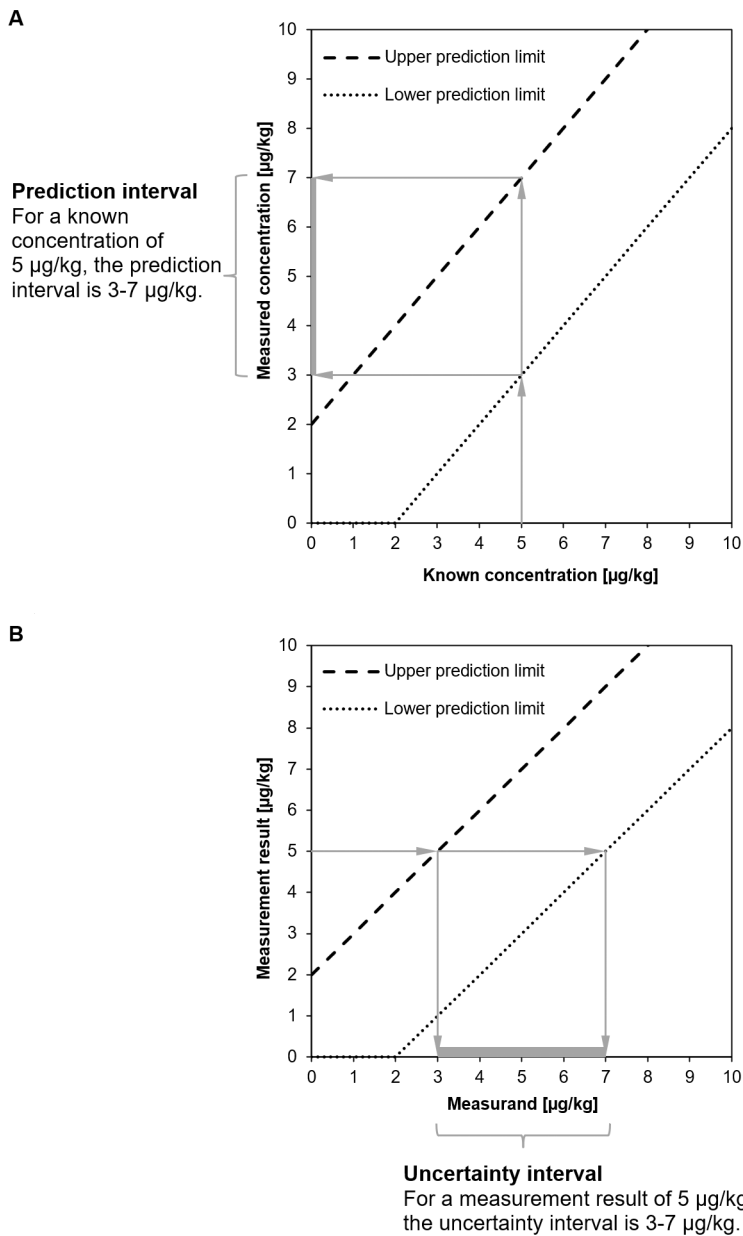 A
10
Upper prediction limit
9
Lower prediction limit
8
7
6
5
4
3
2
1
0
Measured concentration [µg/kg]
Prediction interval
For a known
concentration of
5 µg/kg, the prediction
interval is 3-7 µg/kg.
0 1 2 3 4 5 6 7 8 9 10
Known concentration [µg/kg]
B
10
Upper prediction limit
9
Lower prediction limit
8
7
6
5
4
3
2
1
0
Measurement result [µg/kg]
0 1 2 3 4 5 6 7 8 9 10
Measurand [µg/kg]
Uncertainty interval
For a measurement result of 5 µg/kg
the uncertainty interval is 3-7 µg/kg.